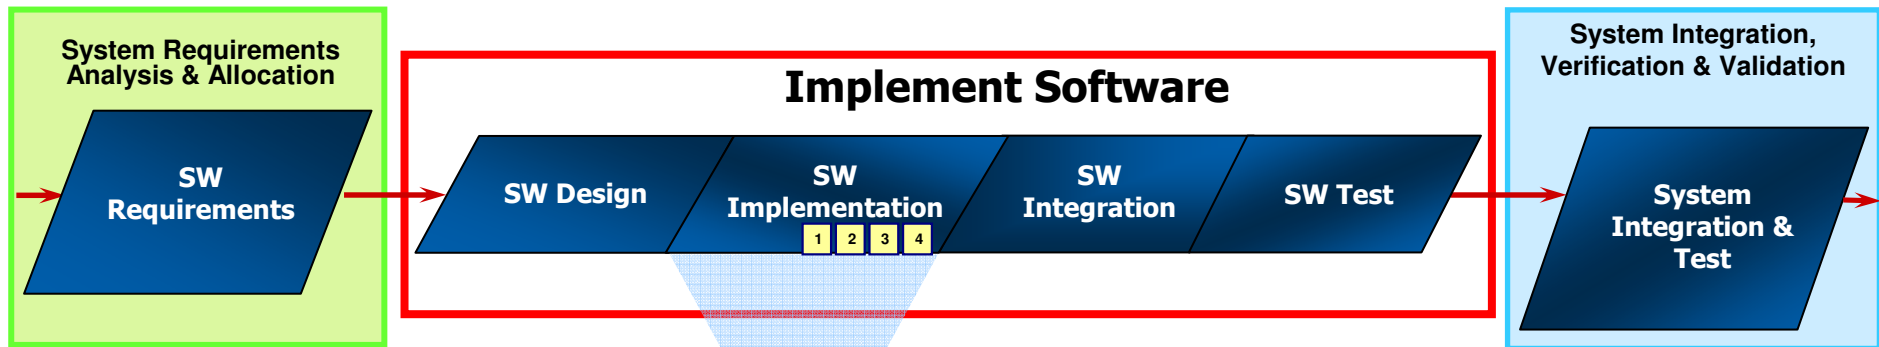 System Requirements
Analysis & Allocation
SW
Requirements
Implement Software
SW Design
SW
Implementation
1 2 3 4
SW
Integration
SW Test
System Integration,
Verification & Validation
System
Integration &
Test